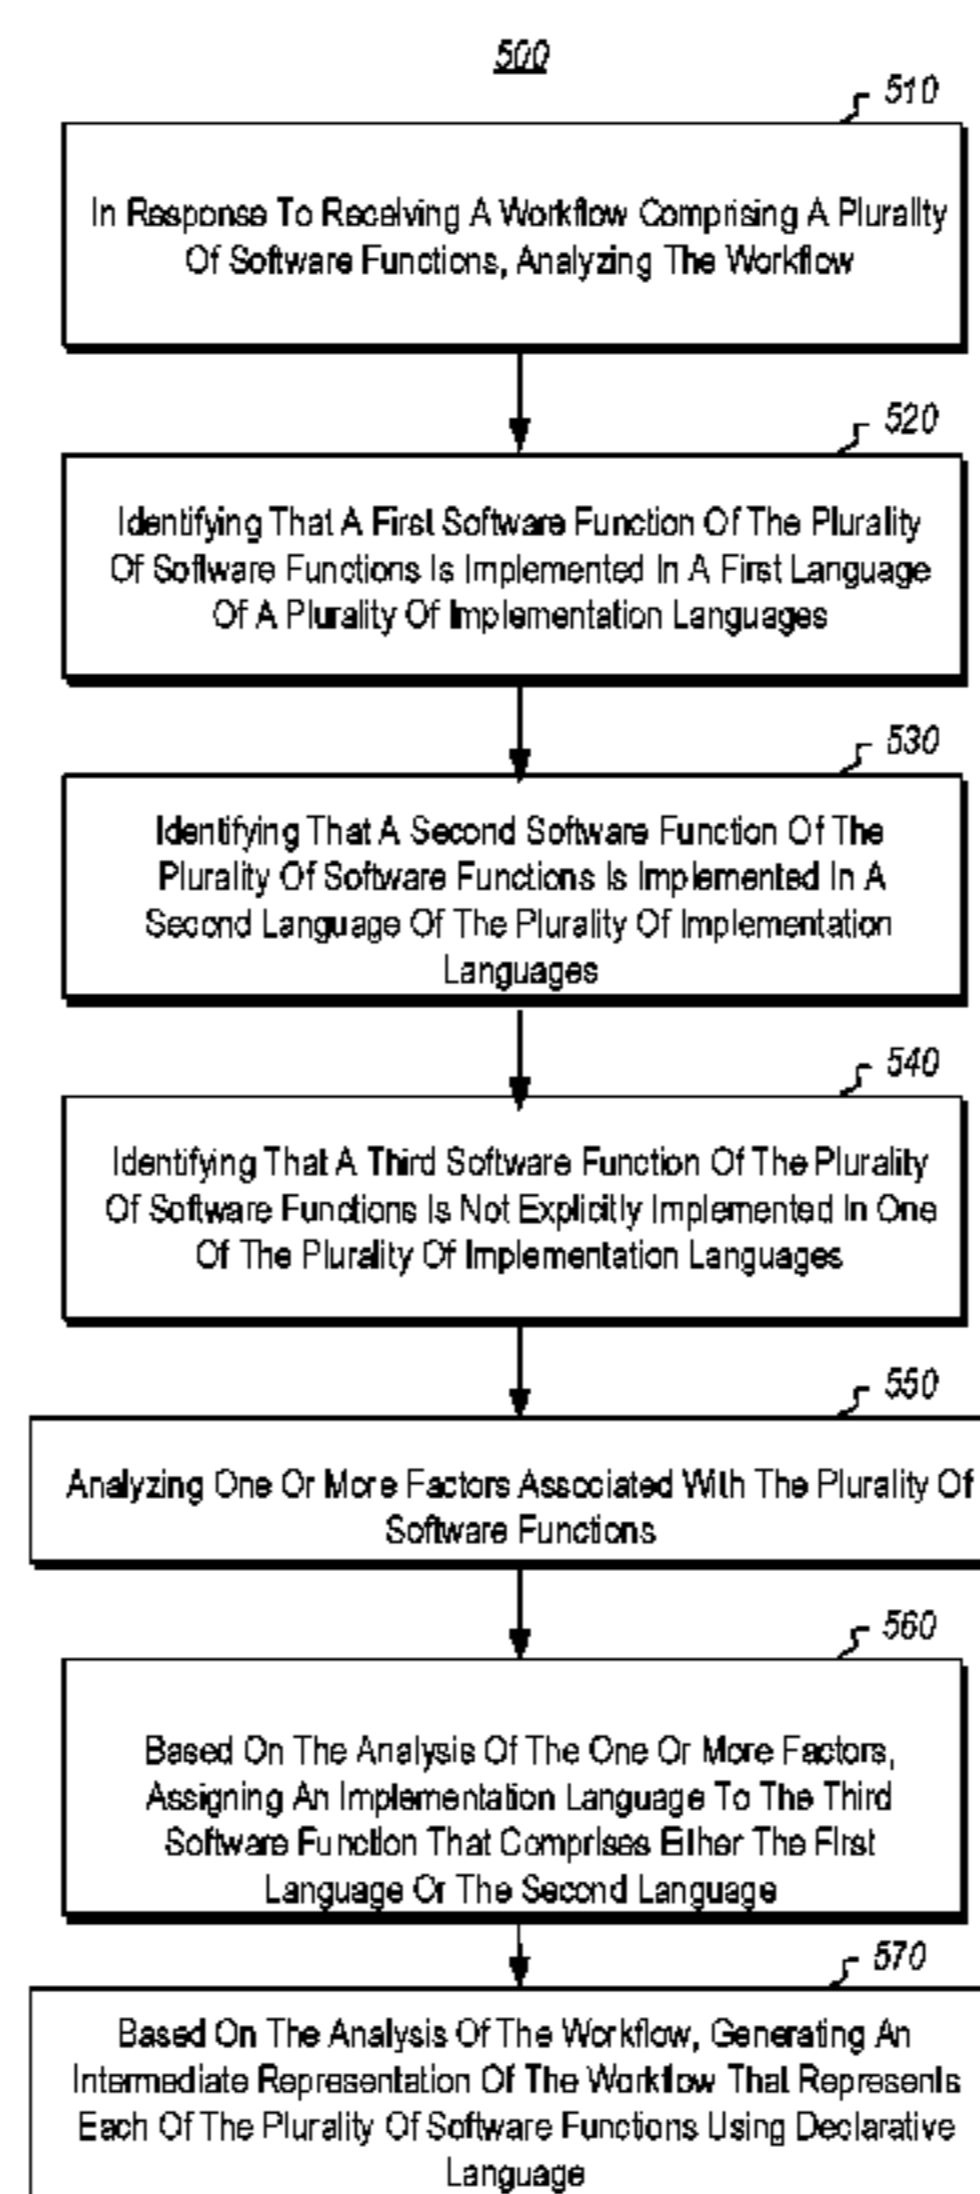 500
510
In Response To Receiving A Workflow Comprising A Plurality
Of Software Functions, Analyzing The Workflow
520
Identifying That A First Software Function Of The Plurality
Of Software Functions Is Implemented In A First Language
Of A Plurality Of Implementation Languages
530
Identifying That A Second Software Function Of The
Plurality Of Software Functions Is Implemented In A
Second Language Of The Plurality Of Implementation
Languages
540
Identifying That A Third Software Function Of The Plurality
Of Software Functions Is Not Explicitly Implemented In One
Of The Plurality Of Implementation Languages
550
Analyzing One Or More Factors Associated With The Plurality Of
Software Functions
560
Based On The Analysis Of The One Or More Factors,
Assigning An Implementation Language To The Third
Software Function That Comprises Either The First
Language Or The Second Language
570
Based On The Analysis Of The Workflow, Generating An
Intermediate Representation Of The Workflow That Represents
Each Of The Plurality Of Software Functions Using Declarative
Language